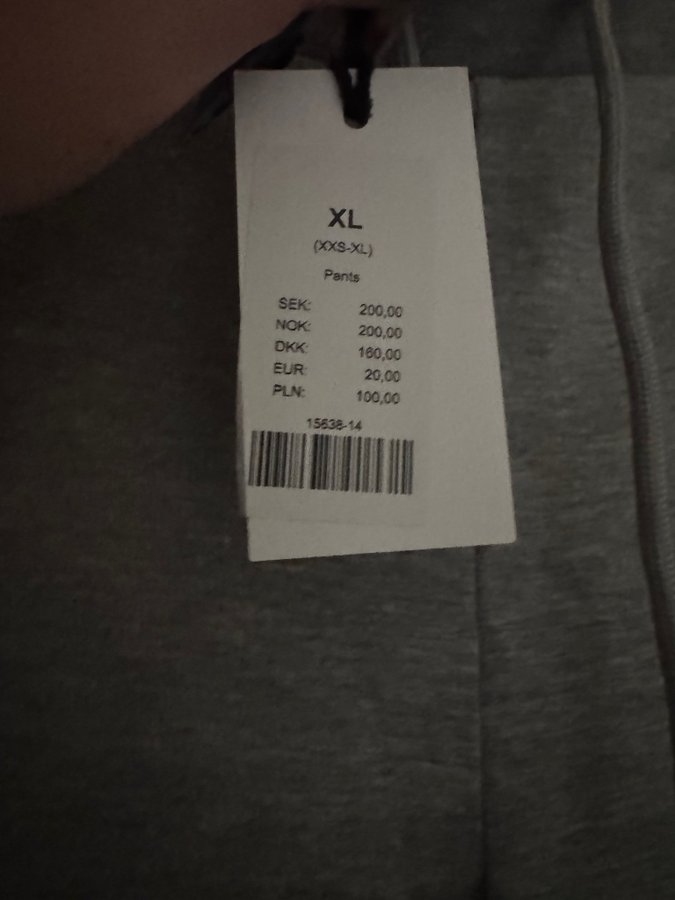 XL
(XXS-XL)
Pants
SEK: 200,00
NOK: 200,00
DKK: 160,00
EUR: 20,00
PLN: 100,00
15638-14